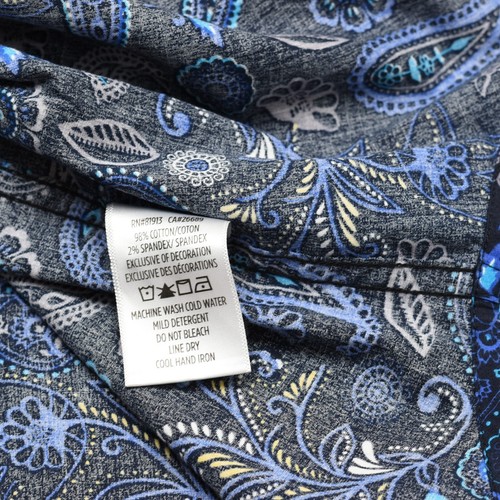 RN#81913 CA#26689
98% COTTON/COTON
2% SPANDEX/ SPANDEX
EXCLUSIVE OF DECORATION
EXCLUSIVE DES DÉCORATIONS
MACHINE WASH COLD WATER
MILD DETERGENT
DO NOT BLEACH
LINE DRY
COOL HAND IRON